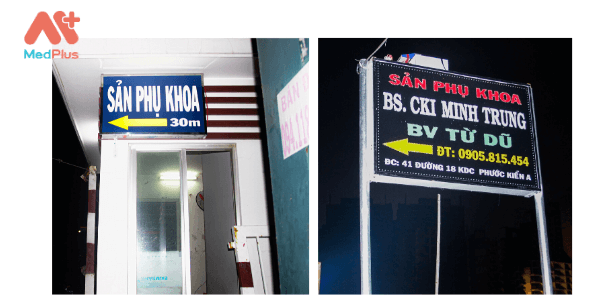 MedPlus
SẢN PHỤ KHOA
30m
SẢN PHỤ KHOA
BS. CKI MINH TRUNG
BV TỪ DŨ
ĐT: 0905.815.454
ĐC: 41 ĐƯỜNG 18 KDC PHƯỚC KIỂN A